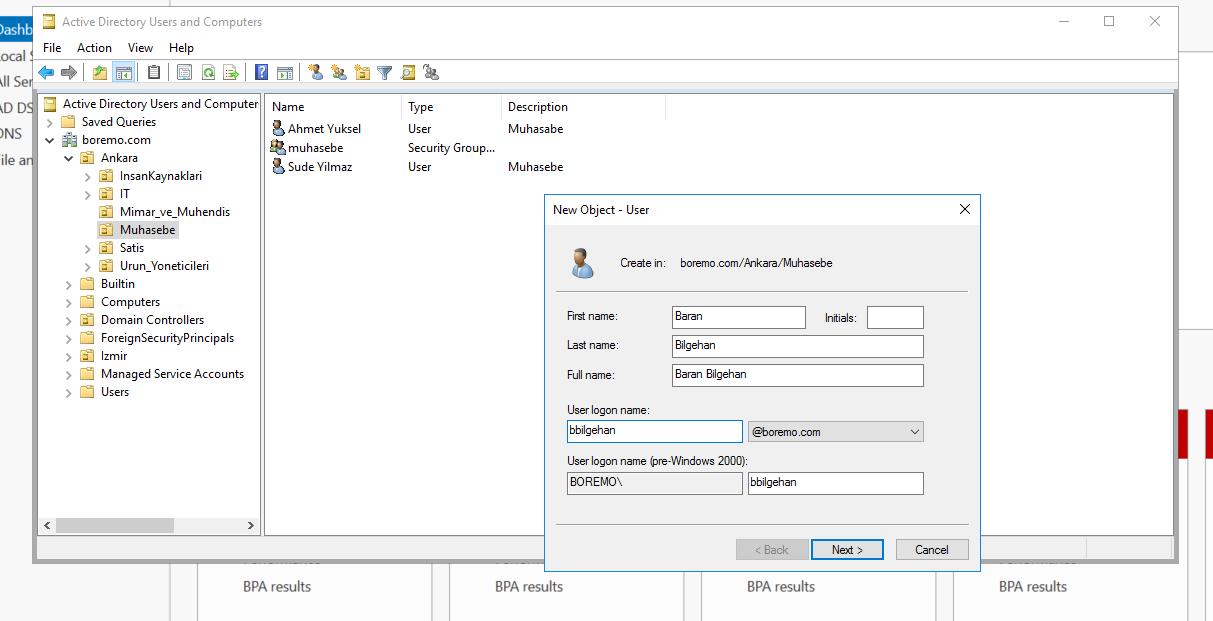 Active Directory Users and Computers
File Action View Help
Dashb
ocal S
All Ser
AD DS
DNS
File an
Active Directory Users and Computer
Saved Queries
boremo.com
Ankara
InsanKaynaklari
IT
Mimar_ve_Muhendis
Muhasebe
Satis
Urun_Yoneticileri
Builtin
Computers
Domain Controllers
ForeignSecurityPrincipals
Izmir
Managed Service Accounts
Users
Name Type Description
Ahmet Yuksel User Muhasabe
muhasebe Security Group...
Sude Yilmaz User Muhasebe
New Object - User
Create in: boremo.com/Ankara/Muhasebe
First name: Baran Initials:
Last name: Bilgehan
Full name: Baran Bilgehan
User logon name:
bbilgehan @boremo.com
User logon name (pre-Windows 2000):
BOREMO\ bbilgehan
< Back Next > Cancel
BPA results BPA results BPA results BPA results